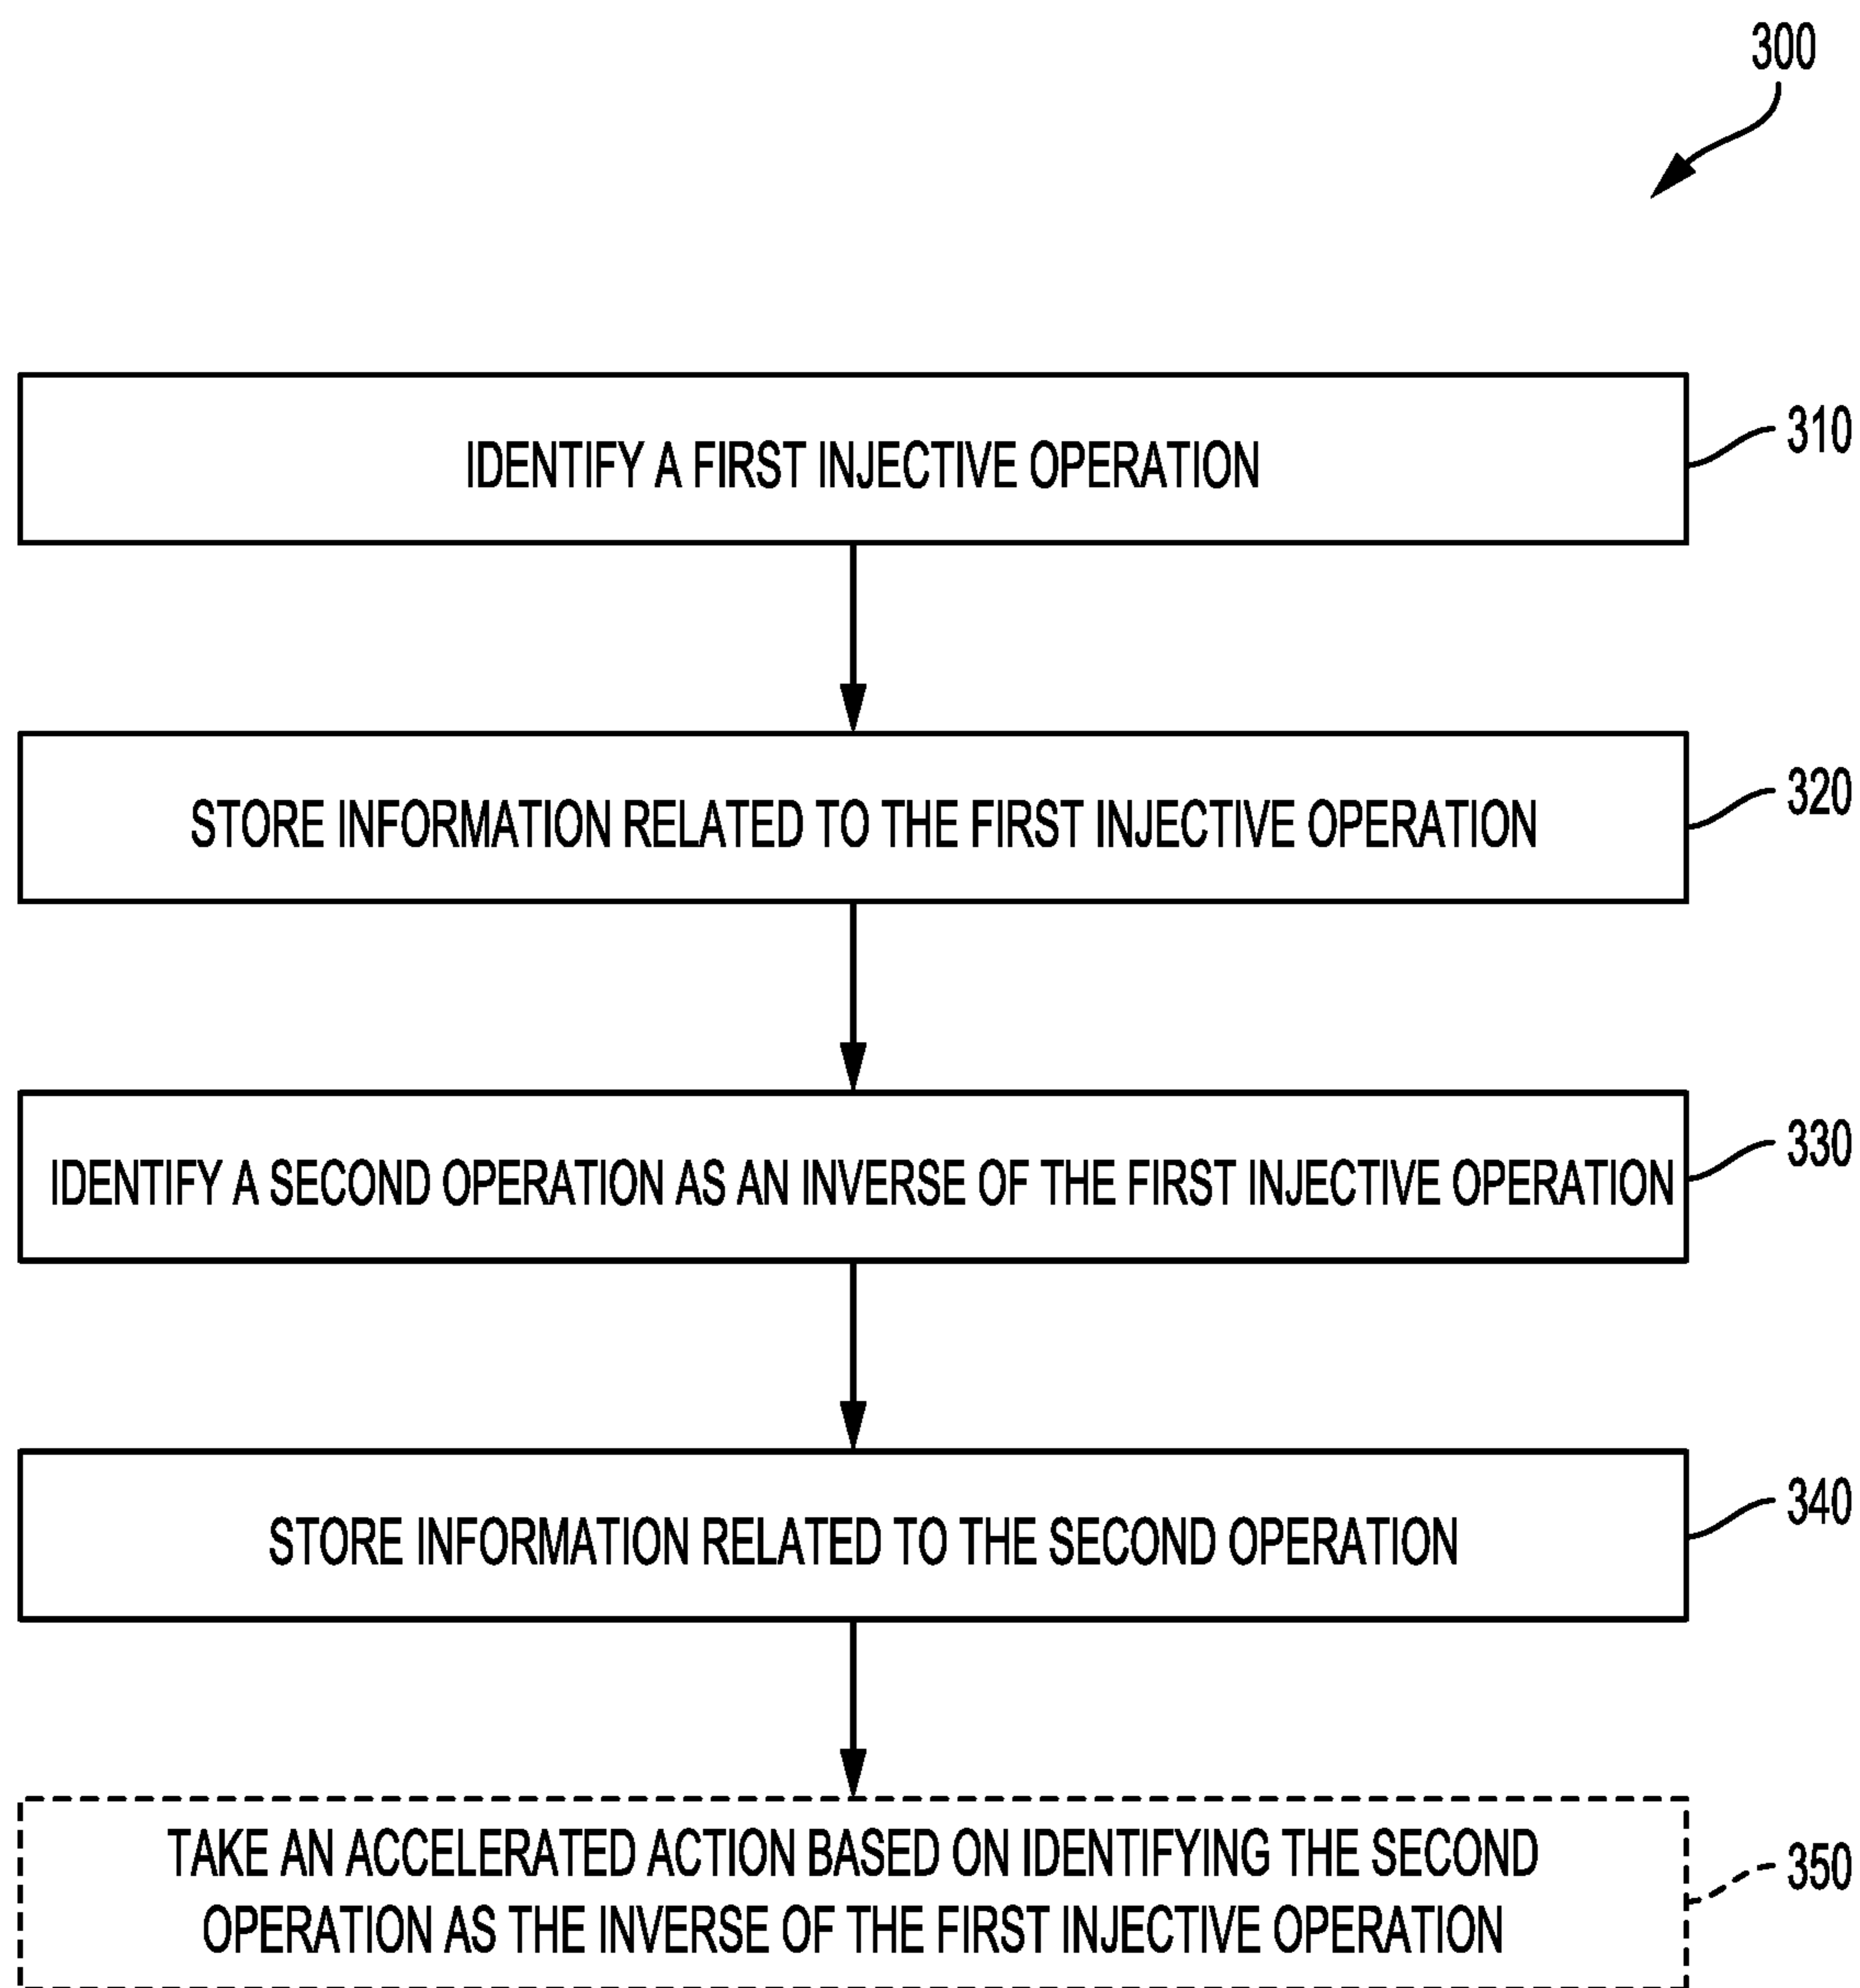 300
IDENTIFY A FIRST INJECTIVE OPERATION
310
STORE INFORMATION RELATED TO THE FIRST INJECTIVE OPERATION
320
IDENTIFY A SECOND OPERATION AS AN INVERSE OF THE FIRST INJECTIVE OPERATION
330
STORE INFORMATION RELATED TO THE SECOND OPERATION
340
TAKE AN ACCELERATED ACTION BASED ON IDENTIFYING THE SECOND
OPERATION AS THE INVERSE OF THE FIRST INJECTIVE OPERATION
350